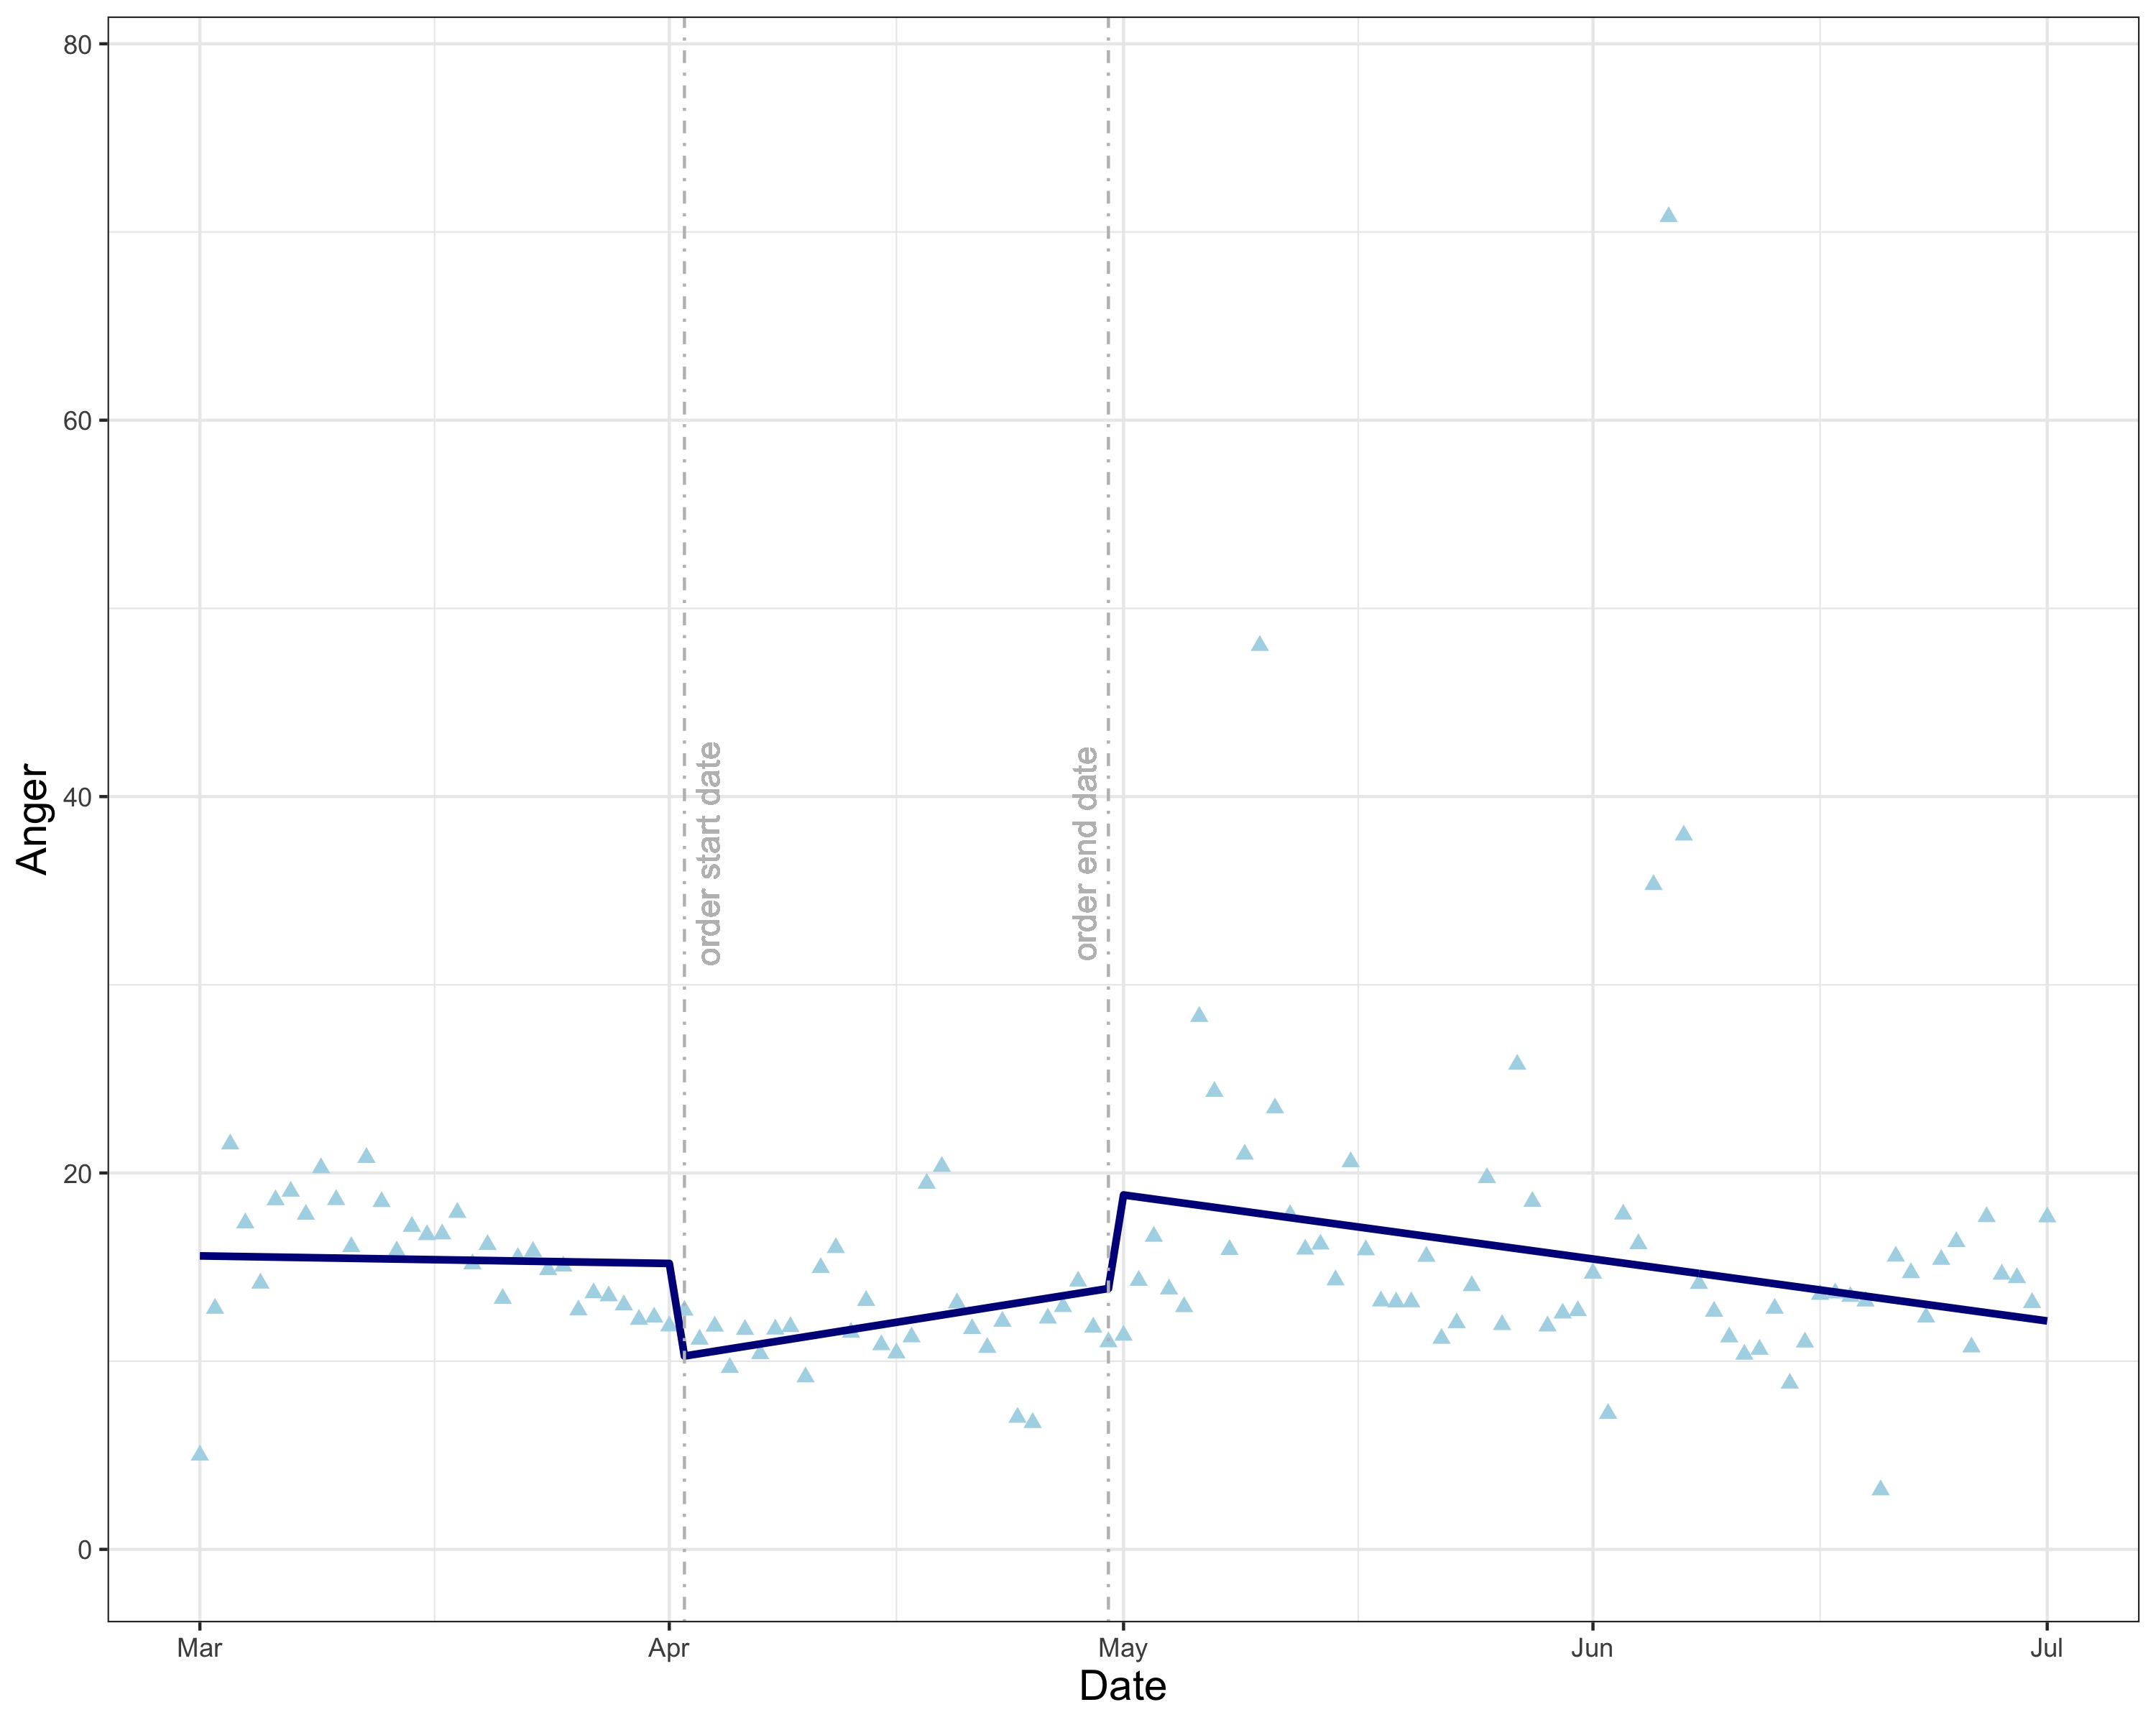 80
60
40
20
0
Anger
order start date
order end date
Mar
Apr
May
Jun
Jul
Date